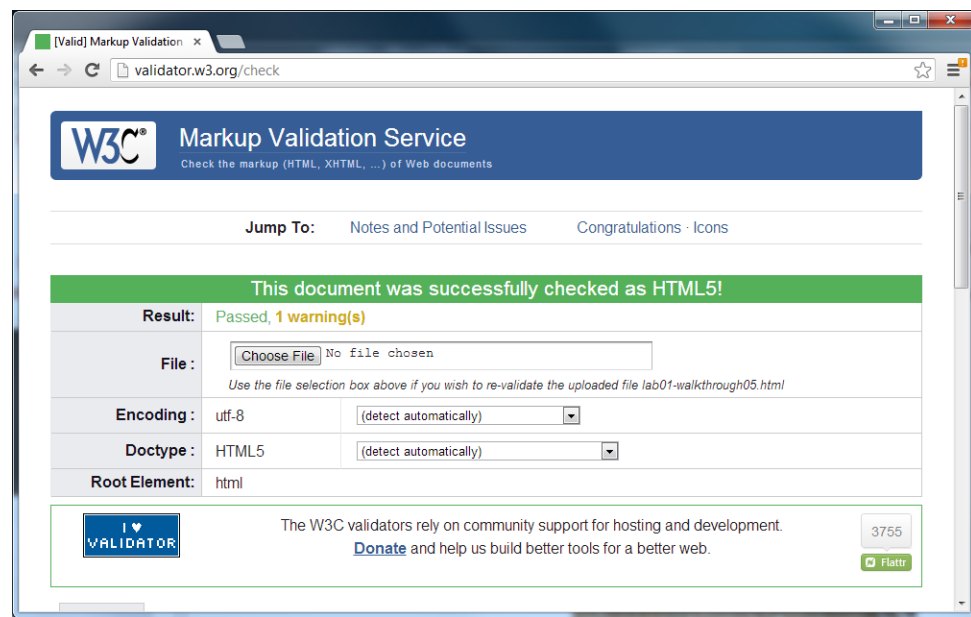 [Valid] Markup Validation
validator.w3.org/check
W3C®
Markup Validation Service
Check the markup (HTML, XHTML, …) of Web documents
Jump To: Notes and Potential Issues Congratulations · Icons
This document was successfully checked as HTML5!
Result: Passed, 1 warning(s)
File : Choose File No file chosen
Use the file selection box above if you wish to re-validate the uploaded file lab01-walkthrough05.html
Encoding : utf-8 (detect automatically)
Doctype : HTML5 (detect automatically)
Root Element: html
I ♥
VALIDATOR
The W3C validators rely on community support for hosting and development.
Donate and help us build better tools for a better web.
3755
Flattr